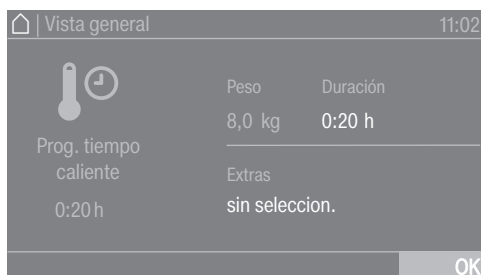 Vista general 11:02
Peso Duración
8,0 kg 0:20 h
Prog. tiempo
caliente
0:20 h
Extras
sin seleccion.
OK